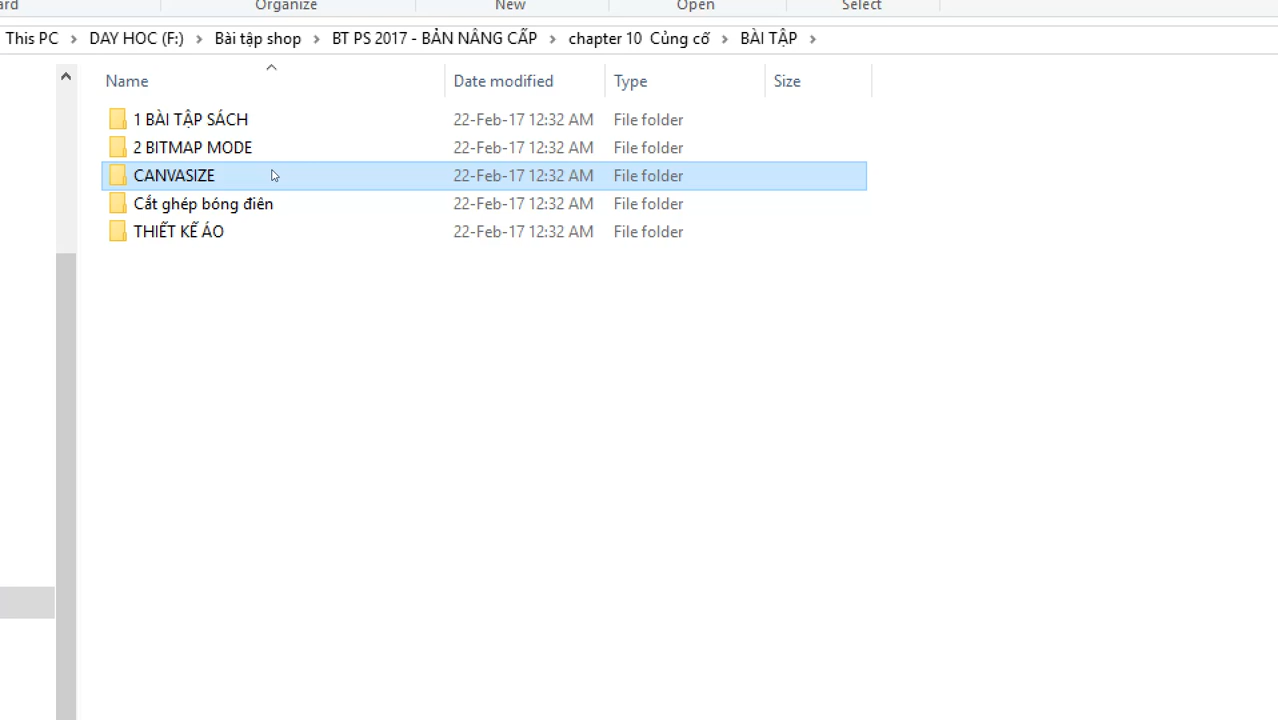 ard Organize New Open Select
This PC > DAY HOC (F:) > Bài tập shop > BT PS 2017 - BẢN NÂNG CẤP > chapter 10 Củng cố > BÀI TẬP >
Name Date modified Type Size
1 BÀI TẬP SÁCH 22-Feb-17 12:32 AM File folder
2 BITMAP MODE 22-Feb-17 12:32 AM File folder
CANVASIZE 22-Feb-17 12:32 AM File folder
Cắt ghép bóng điên 22-Feb-17 12:32 AM File folder
THIẾT KẾ ÁO 22-Feb-17 12:32 AM File folder